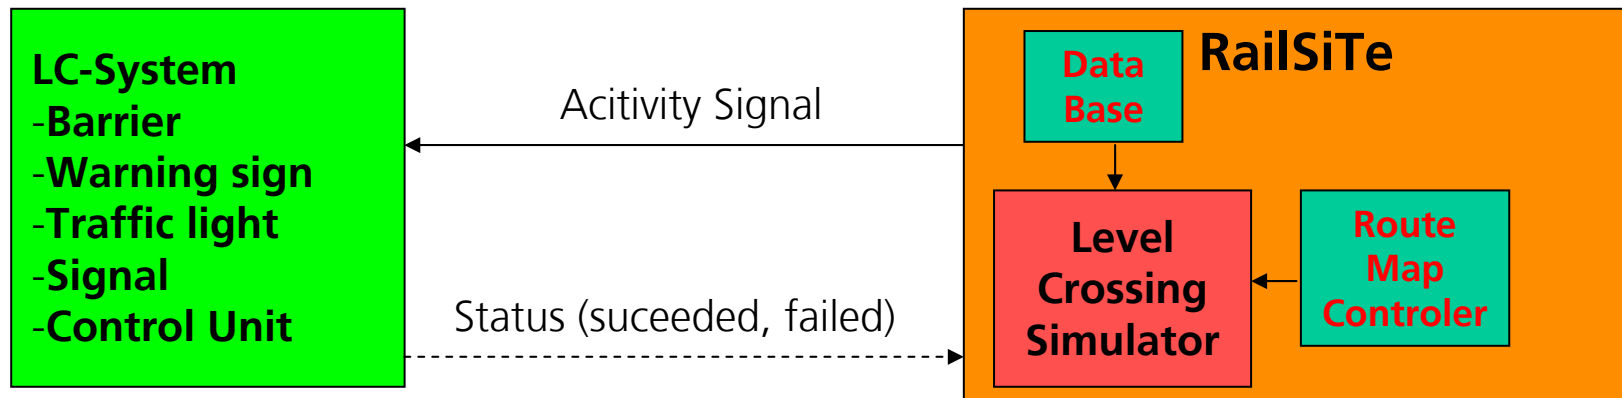 LC-System
-Barrier
-Warning sign
-Traffic light
-Signal
-Control Unit
Acitivity Signal
Status (suceeded, failed)
RailSiTe
Data
Base
Level
Crossing
Simulator
Route
Map
Controler